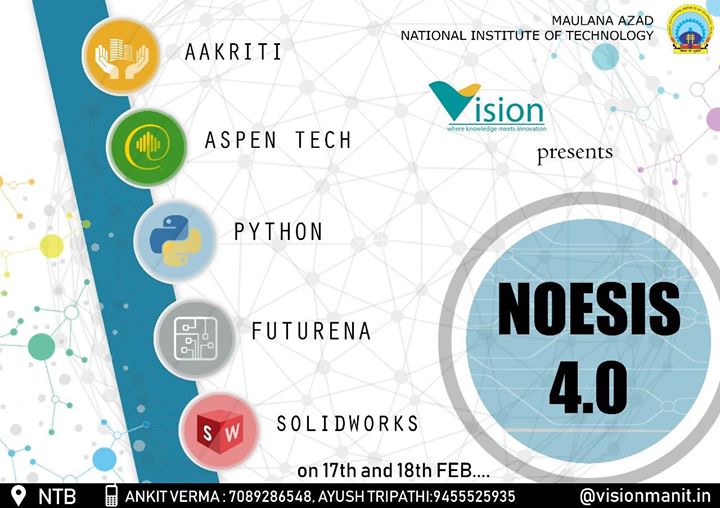 MAULANA AZAD
NATIONAL INSTITUTE OF TECHNOLOGY
Vision
where knowledge meets innovation
presents
AAKRITI
ASPEN TECH
PYTHON
FUTURENA
SOLIDWORKS
S W
NOESIS
4.0
on 17th and 18th FEB....
NTB
ANKIT VERMA : 7089286548, AYUSH TRIPATHI:9455525935
@visionmanit.in